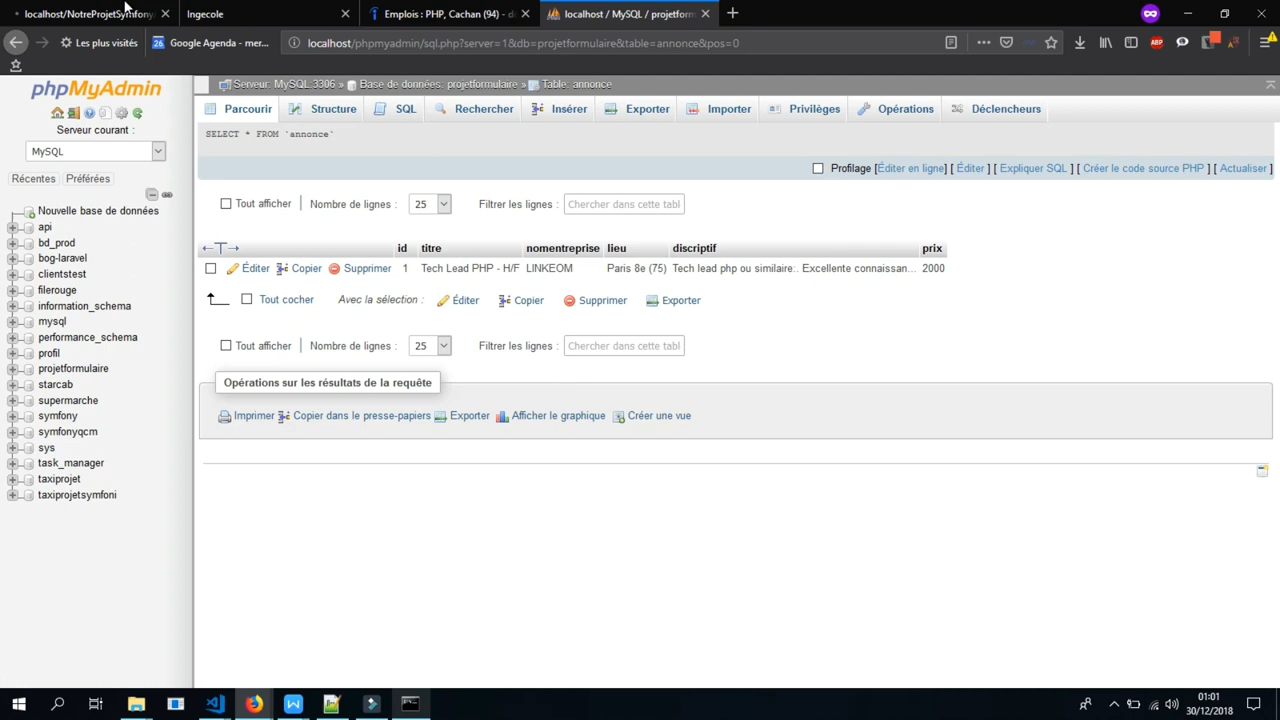 localhost/NotreProjetSymfony
Ingecole
Emplois : PHP, Cachan (94) - de
localhost / MySQL / projetform
Les plus visités
26 Google Agenda - mer...
localhost/phpmyadmin/sql.php?server=1&db=projetformulaire&table=annonce&pos=0
ABP
phpMyAdmin
Serveur courant :
MySQL
Récentes
Préférées
Nouvelle base de données
api
bd_prod
bog-laravel
clientstest
filerouge
information_schema
mysql
performance_schema
profil
projetformulaire
starcab
supermarche
symfony
symfonyqcm
sys
task_manager
taxiprojet
taxiprojetsymfoni
Serveur: MySQL:3306 » Base de données: projetformulaire » Table: annonce
Parcourir Structure SQL Rechercher Insérer Exporter Importer Privilèges Opérations Déclencheurs
SELECT * FROM `annonce`
Profilage [Éditer en ligne] [ Éditer ] [ Expliquer SQL ] [ Créer le code source PHP ] [ Actualiser ]
Tout afficher Nombre de lignes : 25 Filtrer les lignes : Chercher dans cette tabl
id titre nomentreprise lieu discriptif prix
Éditer Copier Supprimer 1 Tech Lead PHP - H/F LINKEOM Paris 8e (75) Tech lead php ou similaire:. Excellente connaissan... 2000
Tout cocher Avec la sélection : Éditer Copier Supprimer Exporter
Tout afficher Nombre de lignes : 25 Filtrer les lignes : Chercher dans cette tabl
Opérations sur les résultats de la requête
Imprimer Copier dans le presse-papiers Exporter Afficher le graphique Créer une vue
01:01
30/12/2018